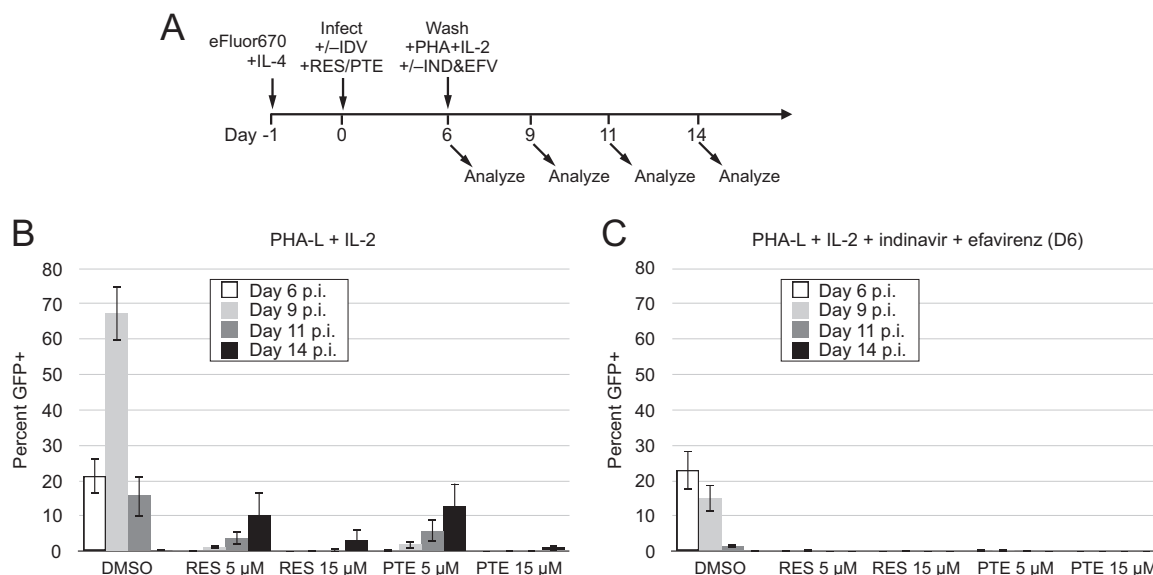 A
eFluor670
+IL-4
Infect
+/–IDV
+RES/PTE
Wash
+PHA+IL-2
+/–IND&EFV
Day -1 0 6 9 11 14
Analyze Analyze Analyze Analyze
B
PHA-L + IL-2
Percent GFP+
80
70
60
50
40
30
20
10
0
Day 6 p.i.
Day 9 p.i.
Day 11 p.i.
Day 14 p.i.
DMSO RES 5 µM RES 15 µM PTE 5 µM PTE 15 µM
C
PHA-L + IL-2 + indinavir + efavirenz (D6)
Percent GFP+
80
70
60
50
40
30
20
10
0
Day 6 p.i.
Day 9 p.i.
Day 11 p.i.
Day 14 p.i.
DMSO RES 5 µM RES 15 µM PTE 5 µM PTE 15 µM